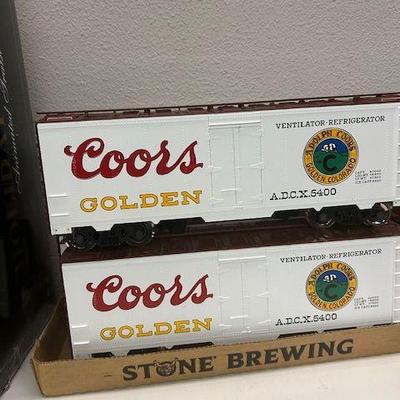 Coors
GOLDEN
VENTILATOR-REFRIGERATOR
ADOLPH COORS
C
GOLDEN, COLORADO
A.D.C.X.5400
Coors
GOLDEN
VENTILATOR-REFRIGERATOR
ADOLPH COORS
C
GOLDEN, COLORADO
A.D.C.X.5400
STONE BREWING